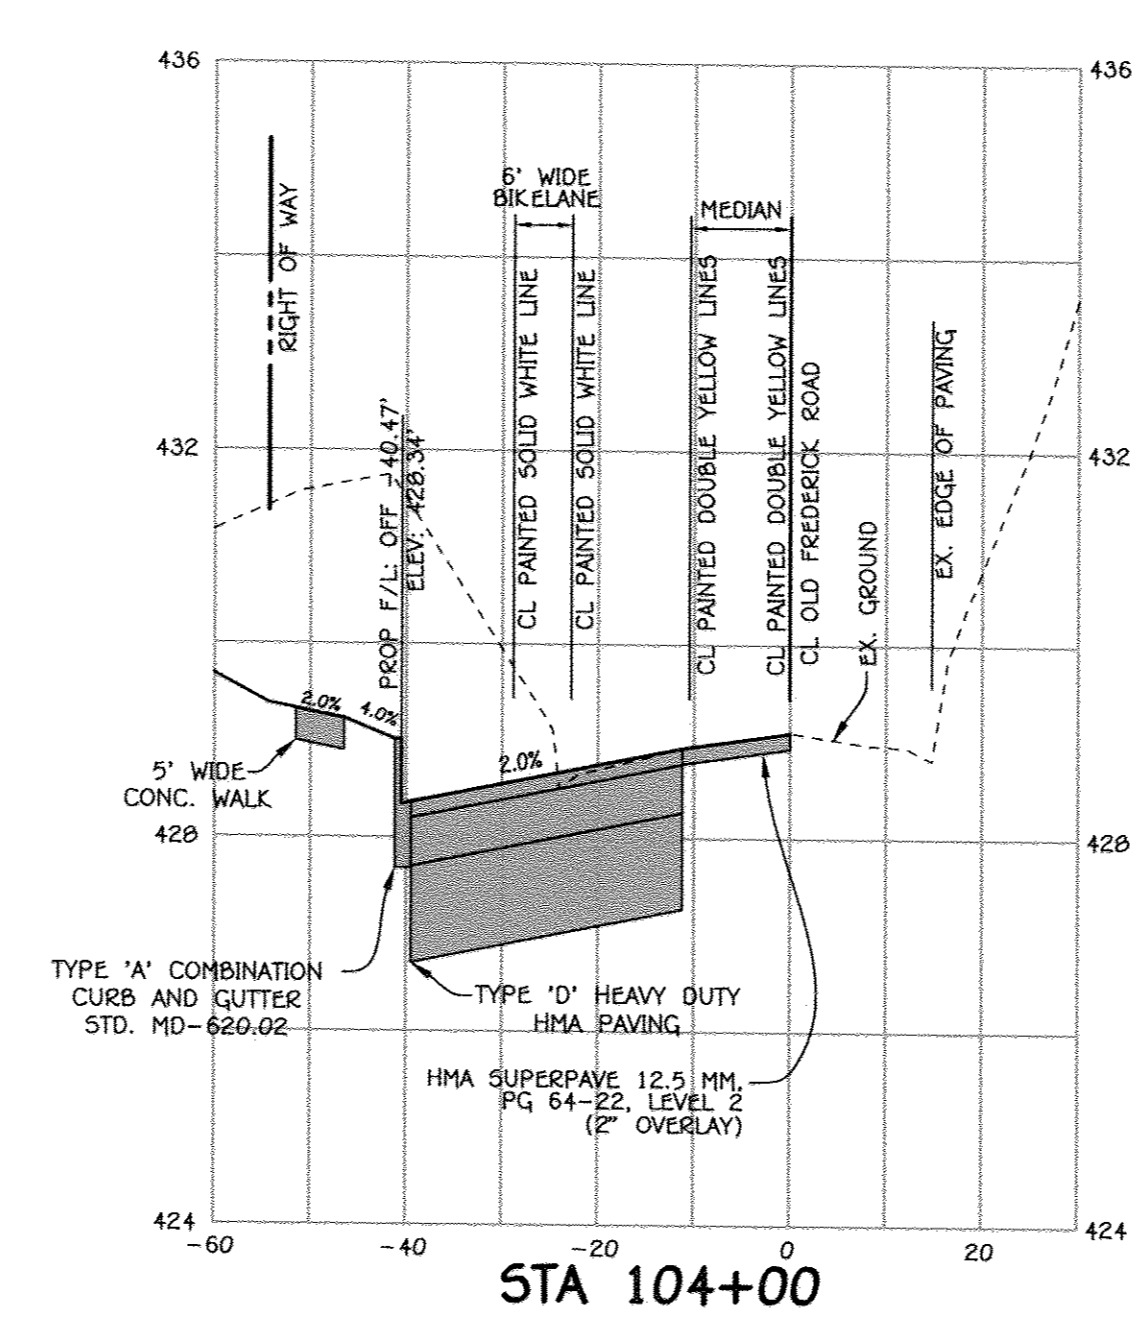 436
436
6' WIDE
BIKELANE
MEDIAN
RIGHT OF WAY
CL PAINTED SOLID WHITE LINE
CL PAINTED SOLID WHITE LINE
CL PAINTED DOUBLE YELLOW LINES
CL PAINTED DOUBLE YELLOW LINES
CL OLD FREDERICK ROAD
EX. EDGE OF PAVING
EX. GROUND
432
432
PROP F/L: OFF -40.47'
ELEV: 428.34'
2.0%
4.0%
2.0%
5' WIDE
CONC. WALK
428
428
TYPE 'A' COMBINATION
CURB AND GUTTER
STD. MD-620.02
TYPE 'D' HEAVY DUTY
HMA PAVING
HMA SUPERPAVE 12.5 MM.
PG 64-22, LEVEL 2
(2" OVERLAY)
424
424
-60
-40
-20
0
20
STA 104+00